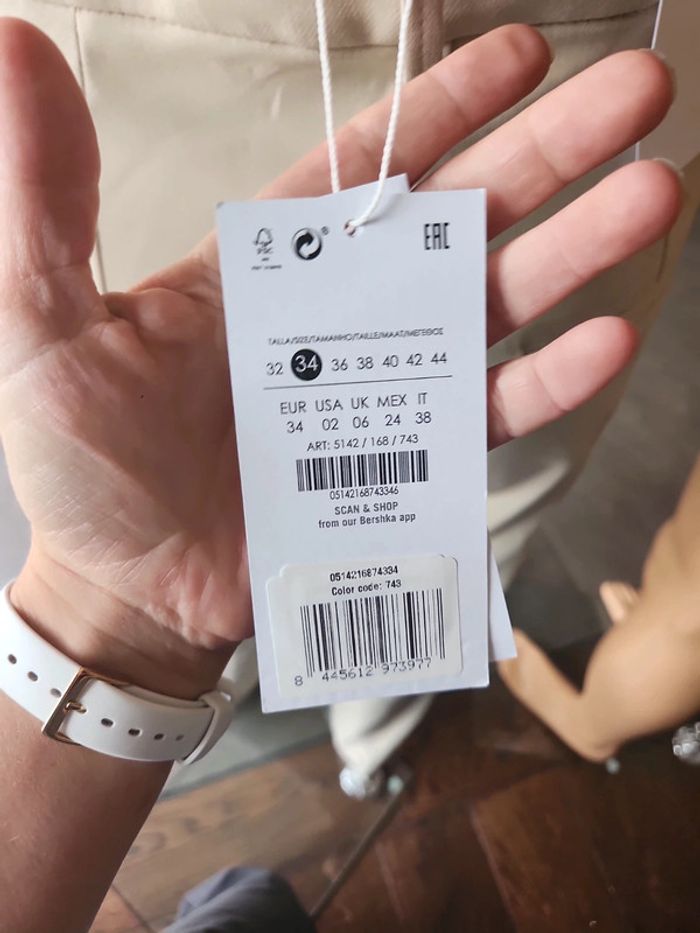 FSC
®
EAC
TALLA/SIZE/TAMANHO/TAILLE/MAAT/ΜΕΓΕΘΟΣ
32 34 36 38 40 42 44
EUR USA UK MEX IT
34 02 06 24 38
ART: 5142 / 168 / 743
05142168743346
SCAN & SHOP
from our Bershka app
0514216874334
Color code: 743
8 445612 973977